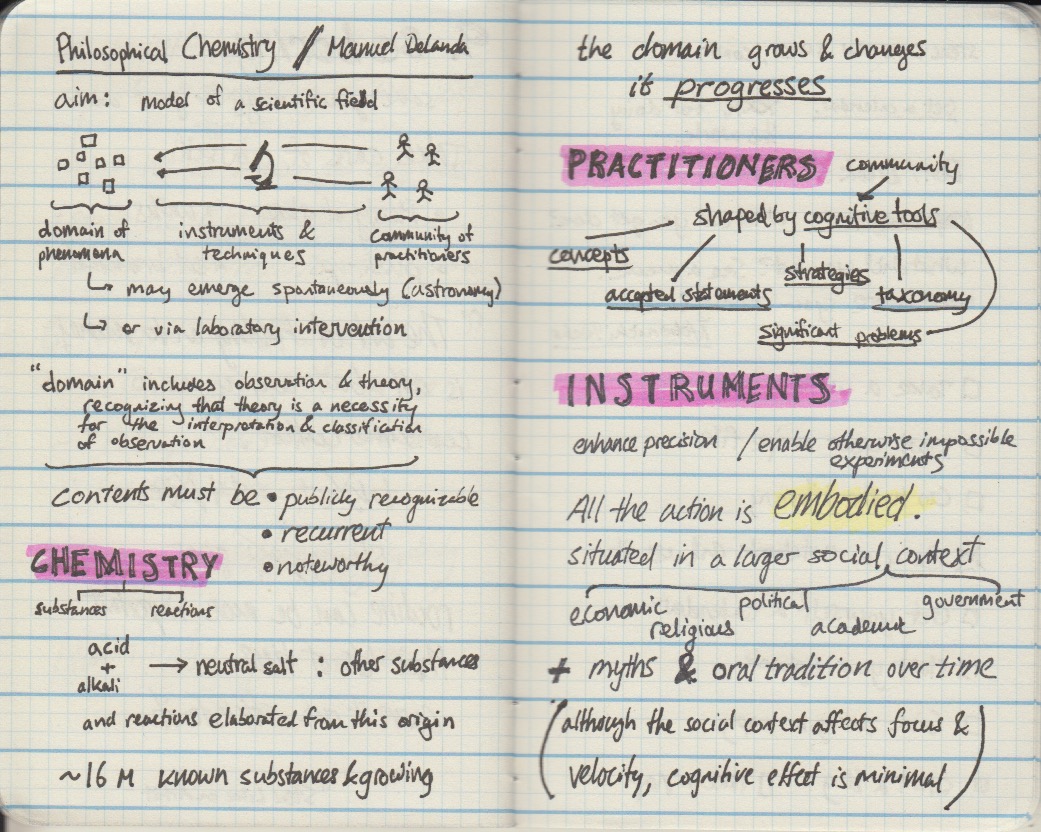 Philosophical Chemistry / Manuel Delanda
aim: model of a scientific field
domain of phenomena
instruments & techniques
community of practitioners
may emerge spontaneously (astronomy)
or via laboratory intervention
"domain" includes observation & theory,
recognizing that theory is a necessity
for the interpretation & classification
of observation
contents must be • publicly recognizable
• recurrent
• noteworthy
CHEMISTRY
substances reactions
acid
+
alkali
→ neutral salt : other substances
and reactions elaborated from this origin
~16 M known substances & growing
the domain grows & changes
it progresses
PRACTITIONERS community
shaped by cognitive tools
concepts
accepted statements
strategies
taxonomy
significant problems
INSTRUMENTS
enhance precision / enable otherwise impossible
experiments
All the action is embodied.
situated in a larger social context
economic political government
religious academic
+ myths & oral tradition over time
(although the social context affects focus &
velocity, cognitive effect is minimal)